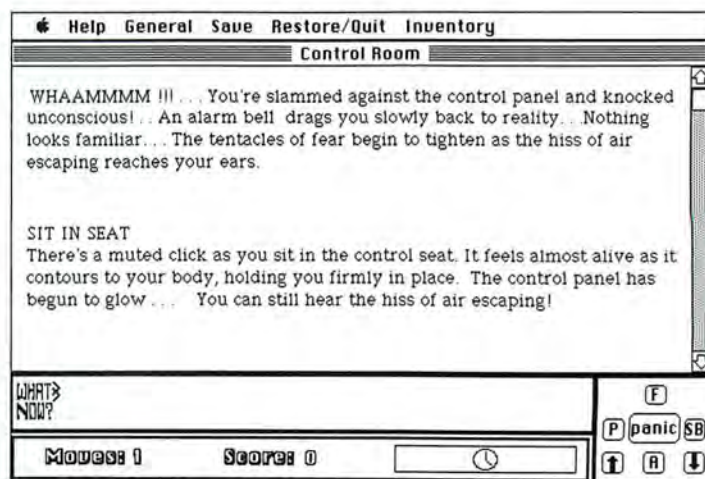 Help General Save Restore/Quit Inventory
Control Room
WHAAMMMM !!! . . . You're slammed against the control panel and knocked
unconscious! . . An alarm bell drags you slowly back to reality. . .Nothing
looks familiar. . . The tentacles of fear begin to tighten as the hiss of air
escaping reaches your ears.
SIT IN SEAT
There's a muted click as you sit in the control seat. It feels almost alive as it
contours to your body, holding you firmly in place. The control panel has
begun to glow . . . You can still hear the hiss of air escaping!
WHAT
NOW?
F
P panic SB
A
Moves: 1 Score: 0